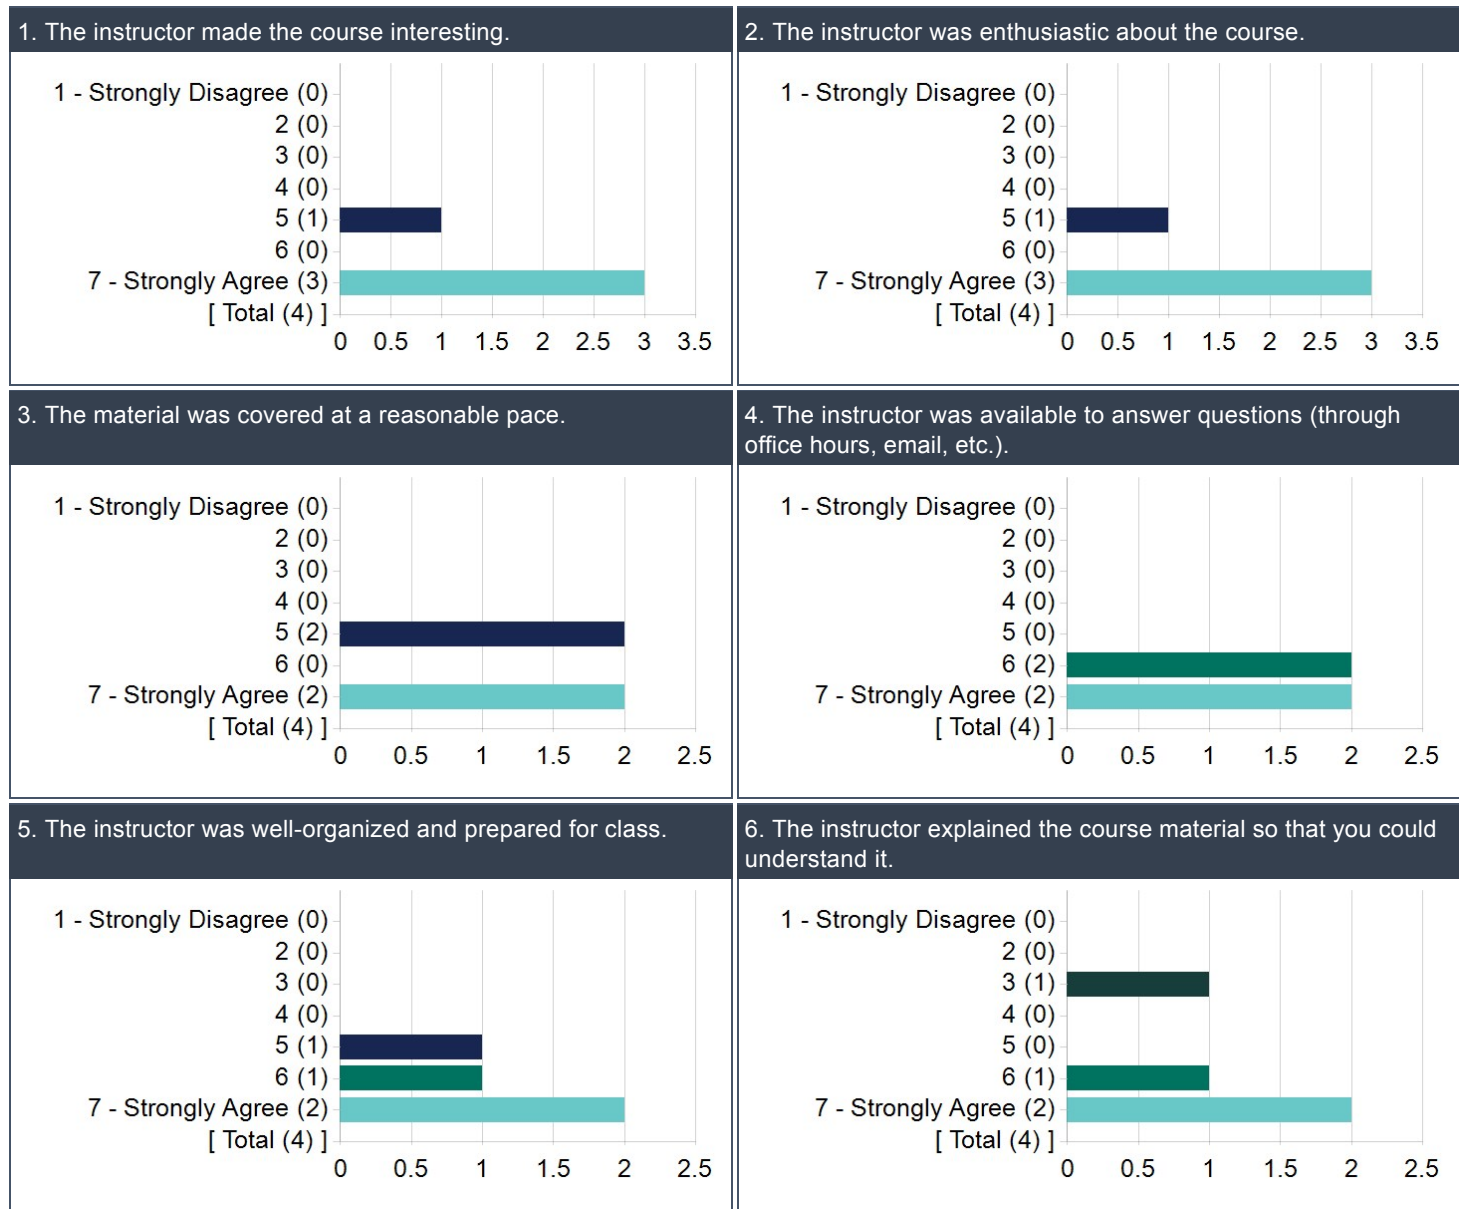 1. The instructor made the course interesting.
1 - Strongly Disagree (0)
2 (0)
3 (0)
4 (0)
5 (1)
6 (0)
7 - Strongly Agree (3)
[ Total (4) ]
0 0.5 1 1.5 2 2.5 3 3.5
2. The instructor was enthusiastic about the course.
1 - Strongly Disagree (0)
2 (0)
3 (0)
4 (0)
5 (1)
6 (0)
7 - Strongly Agree (3)
[ Total (4) ]
0 0.5 1 1.5 2 2.5 3 3.5
3. The material was covered at a reasonable pace.
1 - Strongly Disagree (0)
2 (0)
3 (0)
4 (0)
5 (2)
6 (0)
7 - Strongly Agree (2)
[ Total (4) ]
0 0.5 1 1.5 2 2.5
4. The instructor was available to answer questions (through
office hours, email, etc.).
1 - Strongly Disagree (0)
2 (0)
3 (0)
4 (0)
5 (0)
6 (2)
7 - Strongly Agree (2)
[ Total (4) ]
0 0.5 1 1.5 2 2.5
5. The instructor was well-organized and prepared for class.
1 - Strongly Disagree (0)
2 (0)
3 (0)
4 (0)
5 (1)
6 (1)
7 - Strongly Agree (2)
[ Total (4) ]
0 0.5 1 1.5 2 2.5
6. The instructor explained the course material so that you could
understand it.
1 - Strongly Disagree (0)
2 (0)
3 (1)
4 (0)
5 (0)
6 (1)
7 - Strongly Agree (2)
[ Total (4) ]
0 0.5 1 1.5 2 2.5